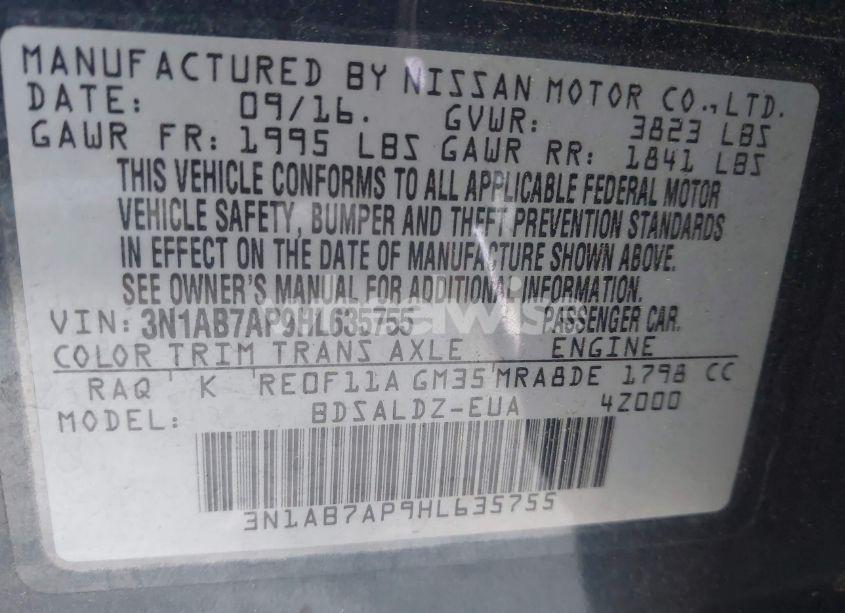 MANUFACTURED BY NISSAN MOTOR CO.,LTD.
DATE: 09/16. GVWR: 3823 LBS
GAWR FR: 1995 LBS GAWR RR: 1841 LBS
THIS VEHICLE CONFORMS TO ALL APPLICABLE FEDERAL MOTOR
VEHICLE SAFETY, BUMPER AND THEFT PREVENTION STANDARDS
IN EFFECT ON THE DATE OF MANUFACTURE SHOWN ABOVE.
SEE OWNER'S MANUAL FOR ADDITIONAL INFORMATION.
VIN: 3N1AB7AP9HL635755 PASSENGER CAR.
COLOR TRIM TRANS AXLE ENGINE
RAQ K RE0F11A GM35 MRA8DE 1798 CC
MODEL: BDSALDZ-EUA 4Z000
3N1AB7AP9HL635755